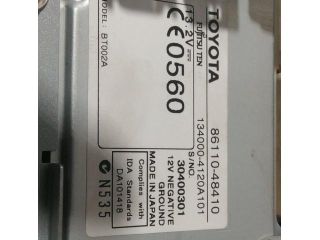 TOYOTA
FUJITSU TEN
13.2V
CE0560
MODEL: BT002A
86110-48410
134000-4120A101
S/NO.
30400301
12V NEGATIVE
GROUND
MADE IN JAPAN
Complies with
IDA Standards
DA101418
N535